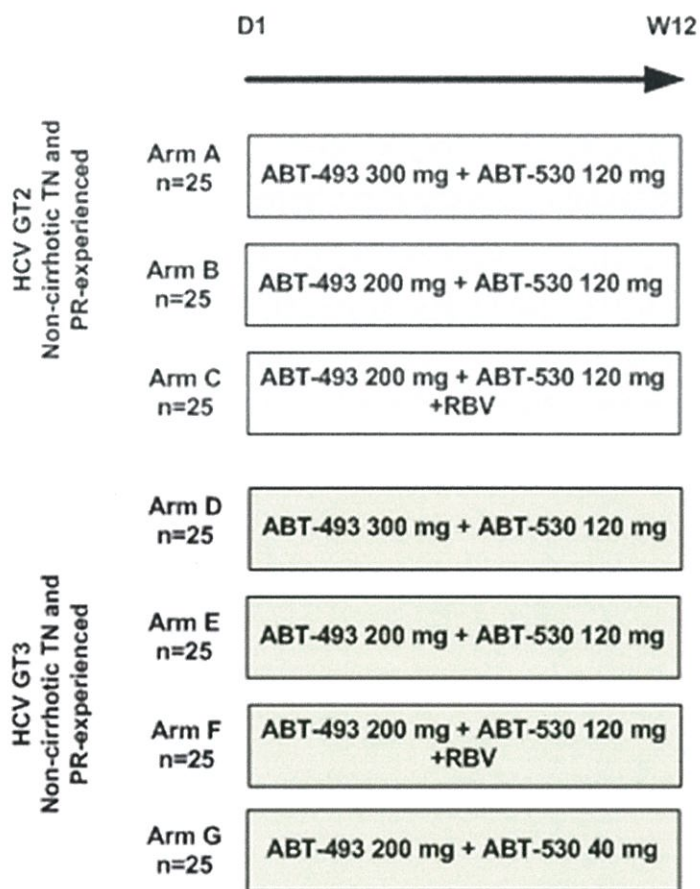 D1
W12
HCV GT2
Non-cirrhotic TN and
PR-experienced
Arm A
n=25
ABT-493 300 mg + ABT-530 120 mg
Arm B
n=25
ABT-493 200 mg + ABT-530 120 mg
Arm C
n=25
ABT-493 200 mg + ABT-530 120 mg
+RBV
HCV GT3
Non-cirrhotic TN and
PR-experienced
Arm D
n=25
ABT-493 300 mg + ABT-530 120 mg
Arm E
n=25
ABT-493 200 mg + ABT-530 120 mg
Arm F
n=25
ABT-493 200 mg + ABT-530 120 mg
+RBV
Arm G
n=25
ABT-493 200 mg + ABT-530 40 mg